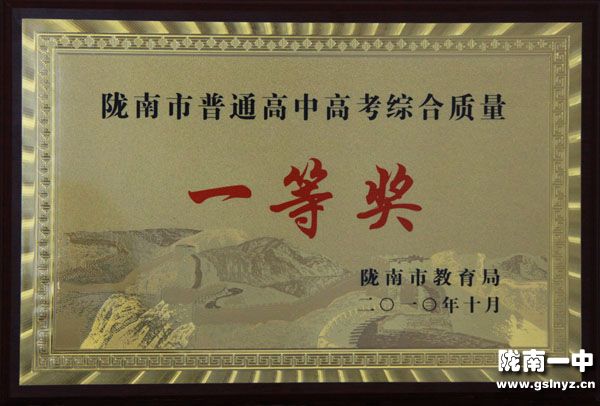 陇南市普通高中高考综合质量
一等奖
陇南市教育局
二〇一〇年十月
陇南一中
www.gslnyz.cn